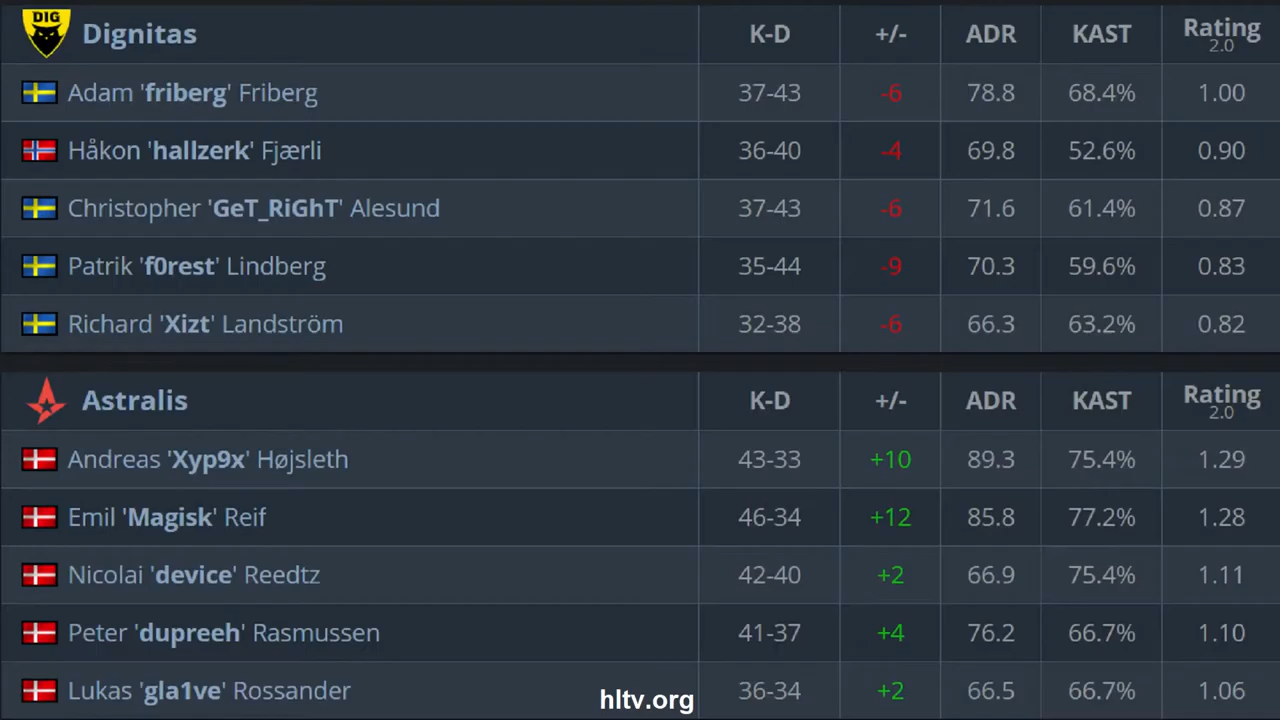 DIG
Dignitas K-D +/- ADR KAST Rating 2.0
Adam 'friberg' Friberg 37-43 -6 78.8 68.4% 1.00
Håkon 'hallzerk' Fjærli 36-40 -4 69.8 52.6% 0.90
Christopher 'GeT_RiGhT' Alesund 37-43 -6 71.6 61.4% 0.87
Patrik 'f0rest' Lindberg 35-44 -9 70.3 59.6% 0.83
Richard 'Xizt' Landström 32-38 -6 66.3 63.2% 0.82
Astralis K-D +/- ADR KAST Rating 2.0
Andreas 'Xyp9x' Højsleth 43-33 +10 89.3 75.4% 1.29
Emil 'Magisk' Reif 46-34 +12 85.8 77.2% 1.28
Nicolai 'device' Reedtz 42-40 +2 66.9 75.4% 1.11
Peter 'dupreeh' Rasmussen 41-37 +4 76.2 66.7% 1.10
Lukas 'gla1ve' Rossander 36-34 +2 66.5 66.7% 1.06
hltv.org